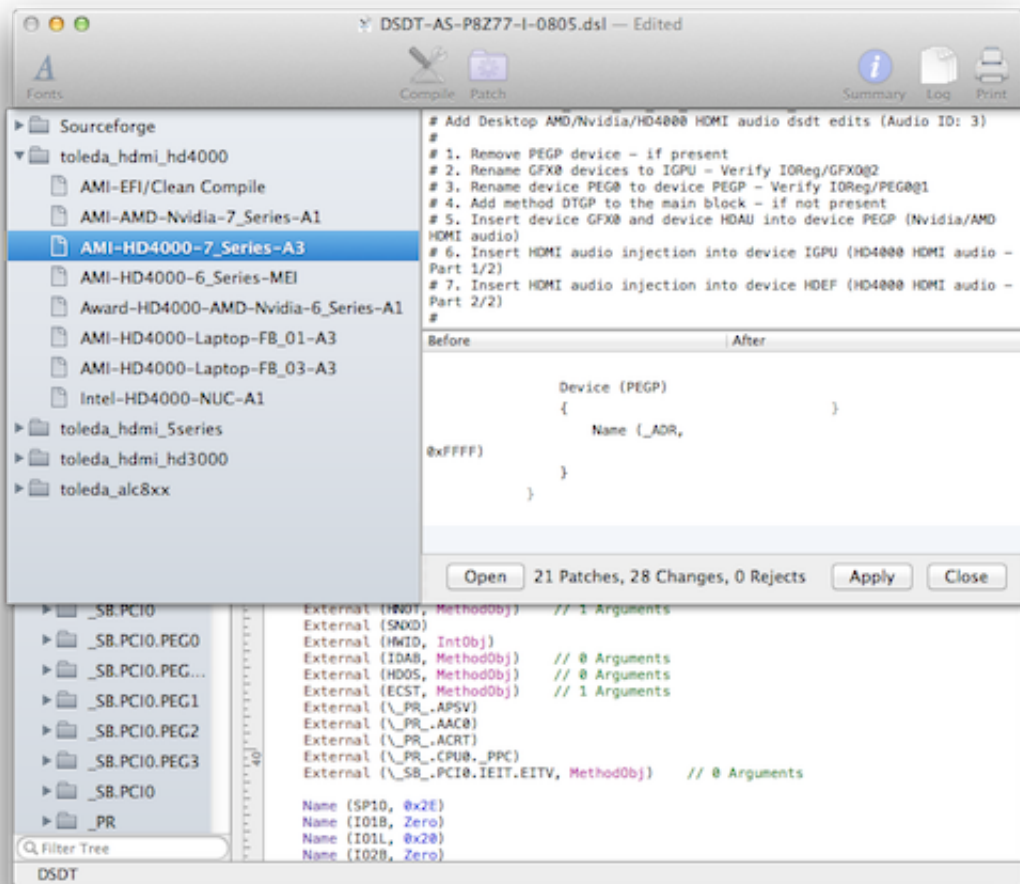 DSDT-AS-P8Z77-I-0805.dsl — Edited
Fonts
Compile
Patch
Summary
Log
Print
Sourceforge
toleda_hdmi_hd4000
AMI-EFI/Clean Compile
AMI-AMD-Nvidia-7_Series-A1
AMI-HD4000-7_Series-A3
AMI-HD4000-6_Series-MEI
Award-HD4000-AMD-Nvidia-6_Series-A1
AMI-HD4000-Laptop-FB_01-A3
AMI-HD4000-Laptop-FB_03-A3
Intel-HD4000-NUC-A1
toleda_hdmi_5series
toleda_hdmi_hd3000
toleda_alc8xx
# Add Desktop AMD/Nvidia/HD4000 HDMI audio dsdt edits (Audio ID: 3)
#
# 1. Remove PEGP device - if present
# 2. Rename GFX0 devices to IGPU - Verify IOReg/GFX0@2
# 3. Rename device PEG0 to device PEGP - Verify IOReg/PEG0@1
# 4. Add method DTGP to the main block - if not present
# 5. Insert device GFX0 and device HDAU into device PEGP (Nvidia/AMD
HDMI audio)
# 6. Insert HDMI audio injection into device IGPU (HD4000 HDMI audio -
Part 1/2)
# 7. Insert HDMI audio injection into device HDEF (HD4000 HDMI audio -
Part 2/2)
#
Before After
Device (PEGP)
{ }
Name (_ADR,
0xFFFF)
}
}
Open 21 Patches, 28 Changes, 0 Rejects Apply Close
_SB.PCI0
_SB.PCI0.PEG0
_SB.PCI0.PEG...
_SB.PCI0.PEG1
_SB.PCI0.PEG2
_SB.PCI0.PEG3
_SB.PCI0
_PR
Filter Tree
DSDT
40
External (HNOT, MethodObj) // 1 Arguments
External (SNXD)
External (HWID, IntObj)
External (IDAB, MethodObj) // 0 Arguments
External (HDOS, MethodObj) // 0 Arguments
External (ECST, MethodObj) // 1 Arguments
External (\_PR_.APSV)
External (\_PR_.AAC0)
External (\_PR_.ACRT)
External (\_PR_.CPU0._PPC)
External (\_SB_.PCI0.IEIT.EITV, MethodObj) // 0 Arguments
Name (SP1O, 0x2E)
Name (IO1B, Zero)
Name (IO1L, 0x20)
Name (IO2B, Zero)